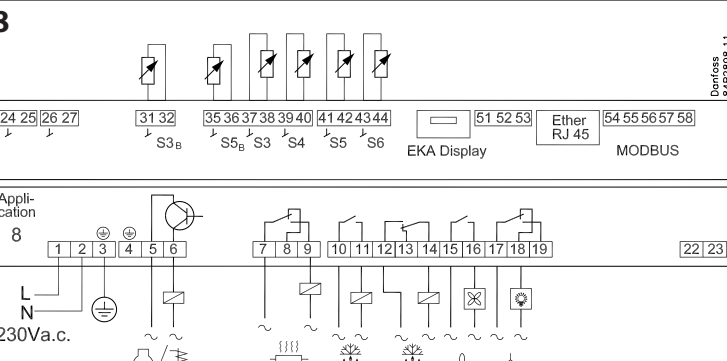 8
Danfoss
84B2808.11
24 25 26 27 31 32 35 36 37 38 39 40 41 42 43 44 51 52 53 54 55 56 57 58
Ether
RJ 45
S3B S5B S3 S4 S5 S6
EKA Display MODBUS
Appli-
cation
8
1 2 3 4 5 6 7 8 9 10 11 12 13 14 15 16 17 18 19 22 23
L
N
230Va.c.